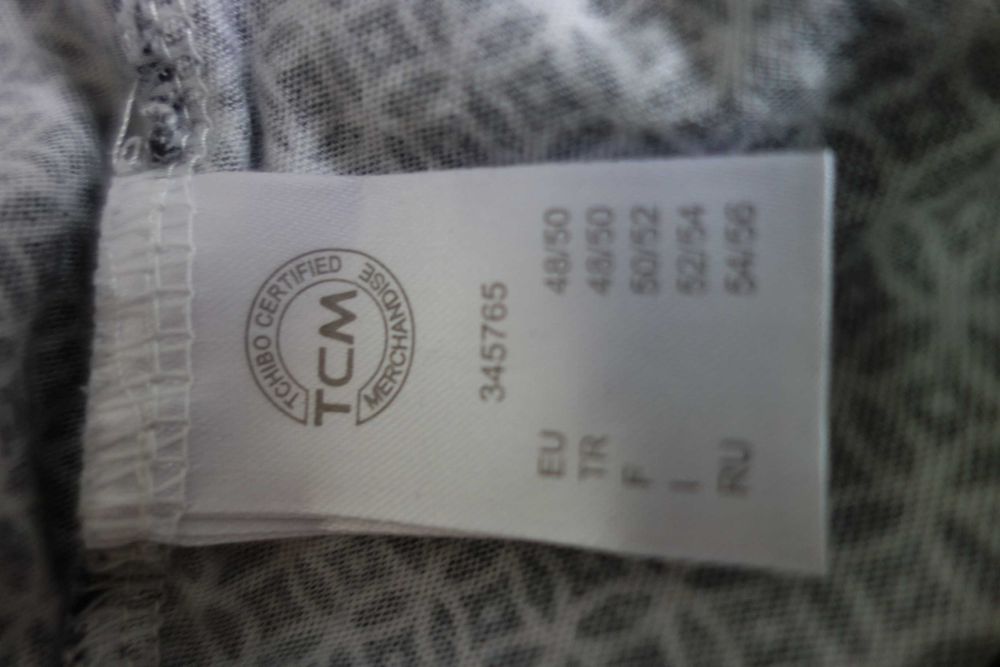 TCHIBO CERTIFIED
MERCHANDISE
TCM
345765
EU 48/50
TR 48/50
F 50/52
I 52/54
RU 54/56